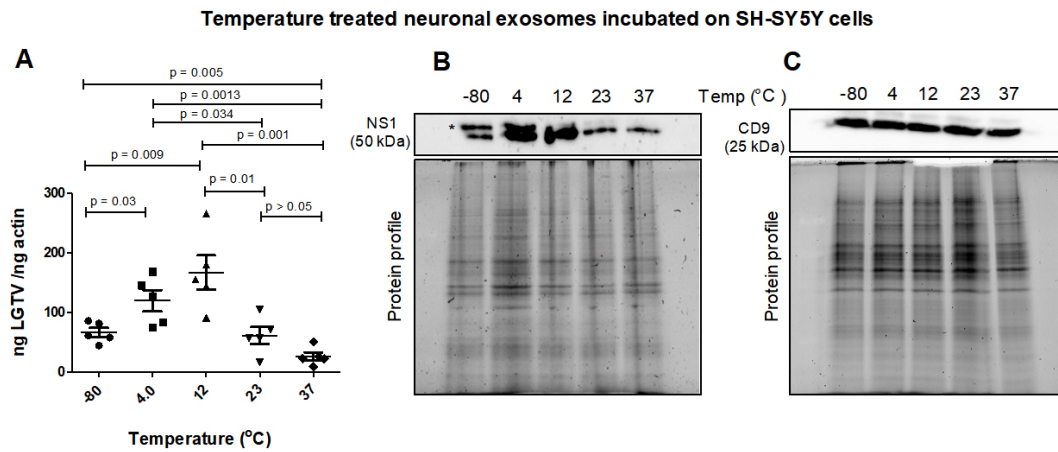 Temperature treated neuronal exosomes incubated on SH-SY5Y cells
A
p = 0.005
p = 0.0013
p = 0.034
p = 0.001
p = 0.009
p = 0.01
p = 0.03
p > 0.05
ng LGTV /ng actin
300
200
100
0
-80
4.0
12
23
37
Temperature (°C)
B
-80 4 12 23 37 Temp (°C )
NS1
(50 kDa)
*
Protein profile
C
-80 4 12 23 37
CD9
(25 kDa)
Protein profile